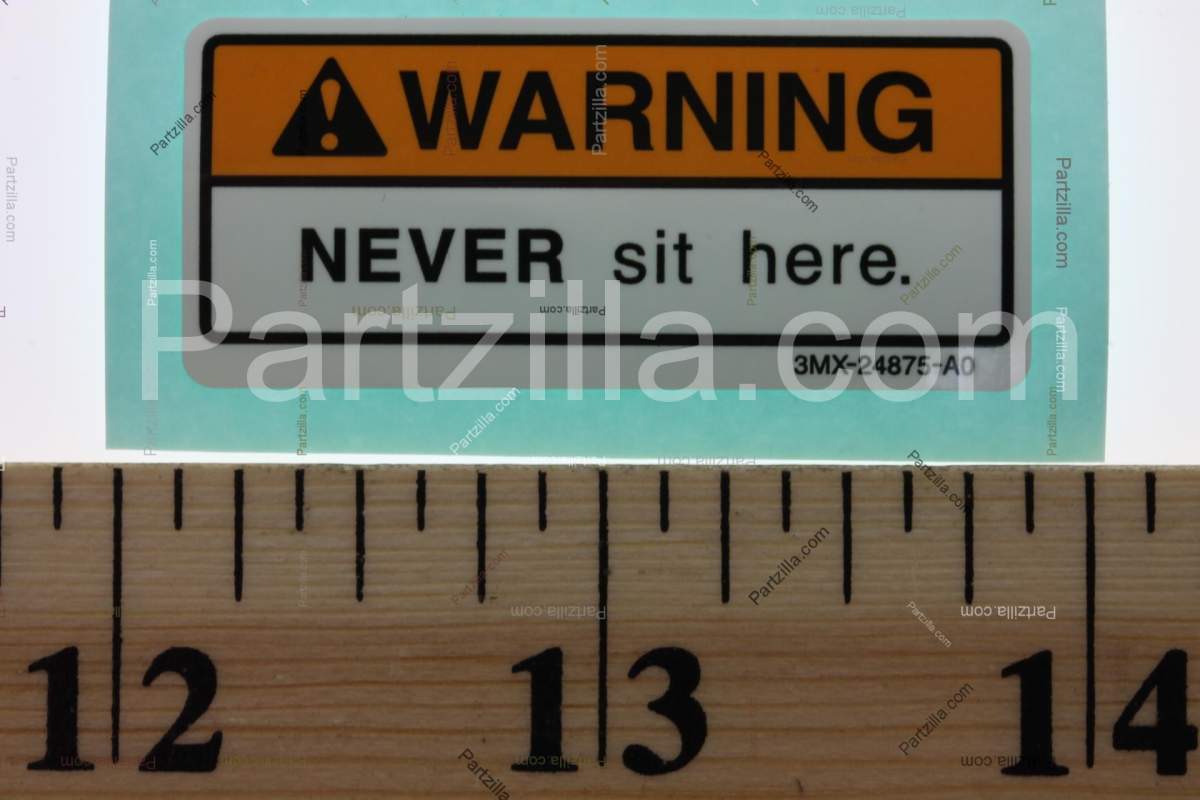 WARNING
NEVER sit here.
Partzilla.com
3MX-24875-A0
12 13 14